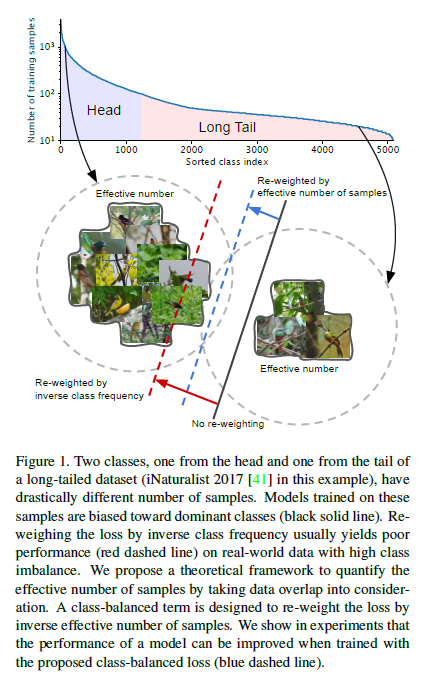 Number of training samples
10³
10²
10¹
Head
Long Tail
0
1000
2000
3000
4000
5000
Sorted class index
Re-weighted by
effective number of samples
Effective number
Effective number
Re-weighted by
inverse class frequency
No re-weighting
Figure 1. Two classes, one from the head and one from the tail of
a long-tailed dataset (iNaturalist 2017 [41] in this example), have
drastically different number of samples. Models trained on these
samples are biased toward dominant classes (black solid line). Re-
weighing the loss by inverse class frequency usually yields poor
performance (red dashed line) on real-world data with high class
imbalance. We propose a theoretical framework to quantify the
effective number of samples by taking data overlap into consider-
ation. A class-balanced term is designed to re-weight the loss by
inverse effective number of samples. We show in experiments that
the performance of a model can be improved when trained with
the proposed class-balanced loss (blue dashed line).